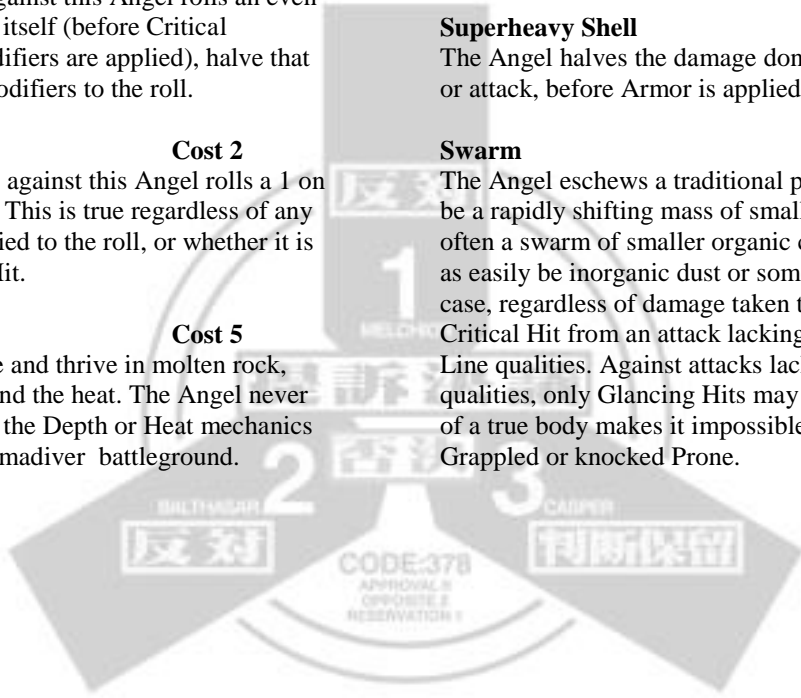 gainst this Angel rolls an even
itself (before Critical
difiers are applied), halve that
odifiers to the roll.
Cost 2
against this Angel rolls a 1 on
This is true regardless of any
ied to the roll, or whether it is
Hit.
Cost 5
e and thrive in molten rock,
nd the heat. The Angel never
the Depth or Heat mechanics
madiver battleground.
Superheavy Shell
The Angel halves the damage don
or attack, before Armor is applied
Swarm
The Angel eschews a traditional p
be a rapidly shifting mass of small
often a swarm of smaller organic c
as easily be inorganic dust or som
case, regardless of damage taken t
Critical Hit from an attack lacking
Line qualities. Against attacks lac
qualities, only Glancing Hits may
of a true body makes it impossible
Grappled or knocked Prone.
反対
1
否決
BALTHASAR
2
反対
3
CASPER
判断保留
CODE:378
OPPOSITE 2
RESERVATION 1